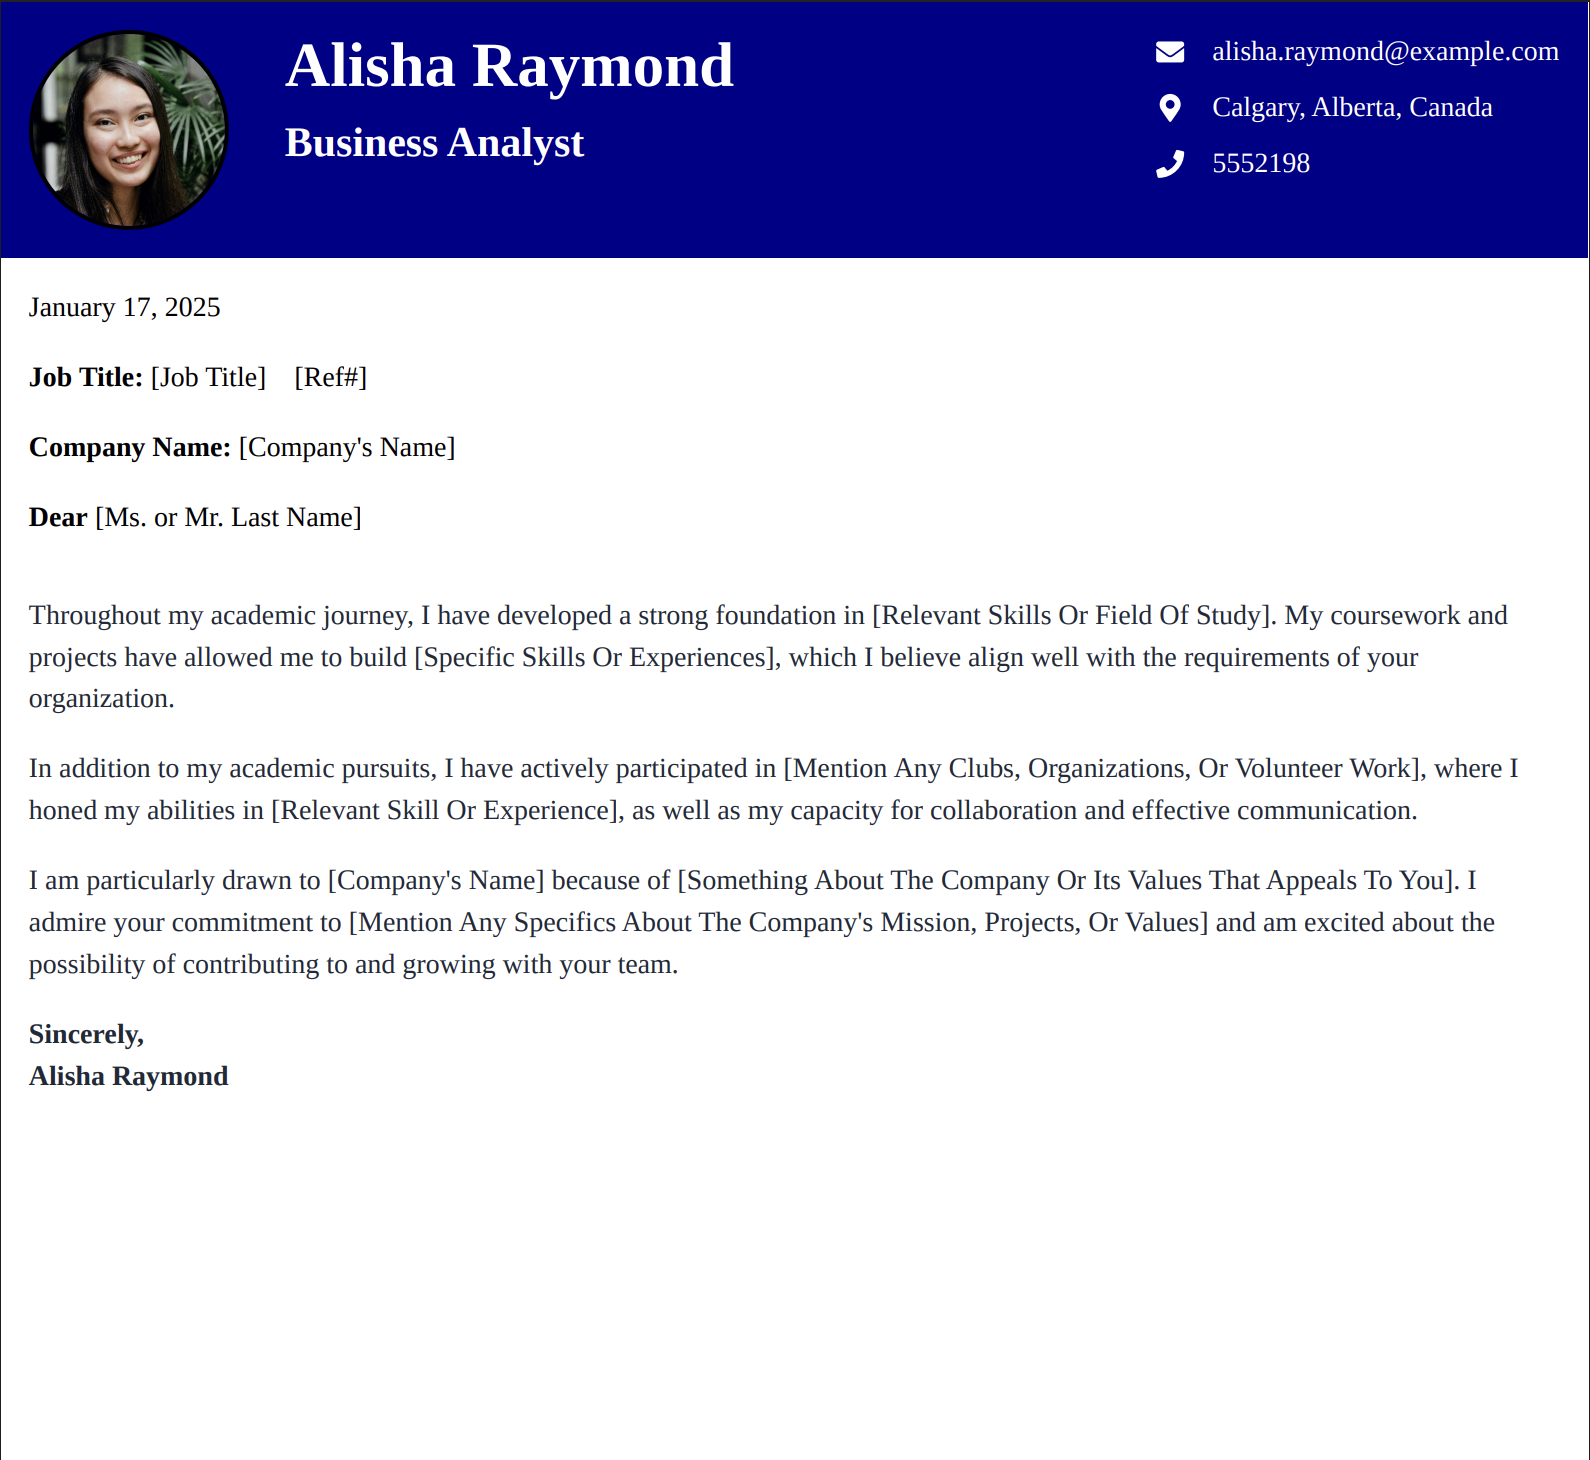 Alisha Raymond
Business Analyst
alisha.raymond@example.com
Calgary, Alberta, Canada
5552198
January 17, 2025
Job Title: [Job Title] [Ref#]
Company Name: [Company's Name]
Dear [Ms. or Mr. Last Name]
Throughout my academic journey, I have developed a strong foundation in [Relevant Skills Or Field Of Study]. My coursework and
projects have allowed me to build [Specific Skills Or Experiences], which I believe align well with the requirements of your
organization.
In addition to my academic pursuits, I have actively participated in [Mention Any Clubs, Organizations, Or Volunteer Work], where I
honed my abilities in [Relevant Skill Or Experience], as well as my capacity for collaboration and effective communication.
I am particularly drawn to [Company's Name] because of [Something About The Company Or Its Values That Appeals To You]. I
admire your commitment to [Mention Any Specifics About The Company's Mission, Projects, Or Values] and am excited about the
possibility of contributing to and growing with your team.
Sincerely,
Alisha Raymond